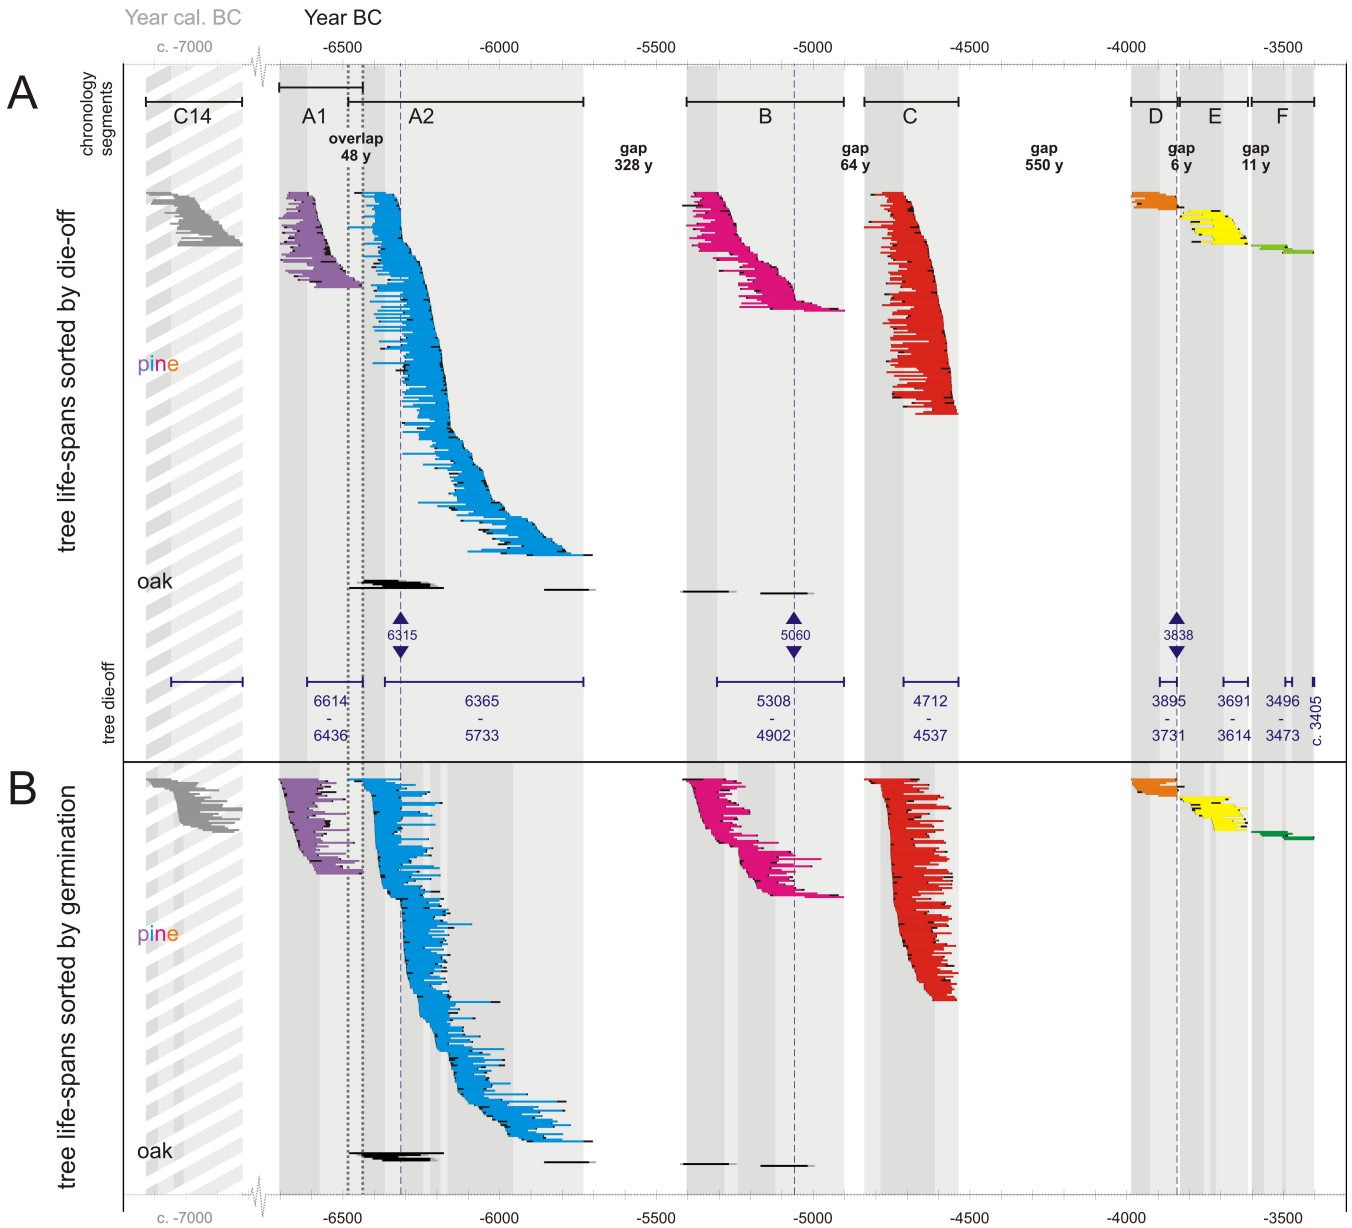 Year cal. BC
Year BC
c. -7000
-6500
-6000
-5500
-5000
-4500
-4000
-3500
A
chronology
segments
C14
A1
A2
B
C
D
E
F
overlap
48 y
gap
328 y
gap
64 y
gap
550 y
gap
6 y
gap
11 y
tree life-spans sorted by die-off
pine
oak
6315
5060
3838
tree die-off
6614
-
6436
6365
-
5733
5308
-
4902
4712
-
4537
3895
-
3731
3691
-
3614
3496
-
3473
c. 3405
B
tree life-spans sorted by germination
pine
oak
c. -7000
-6500
-6000
-5500
-5000
-4500
-4000
-3500